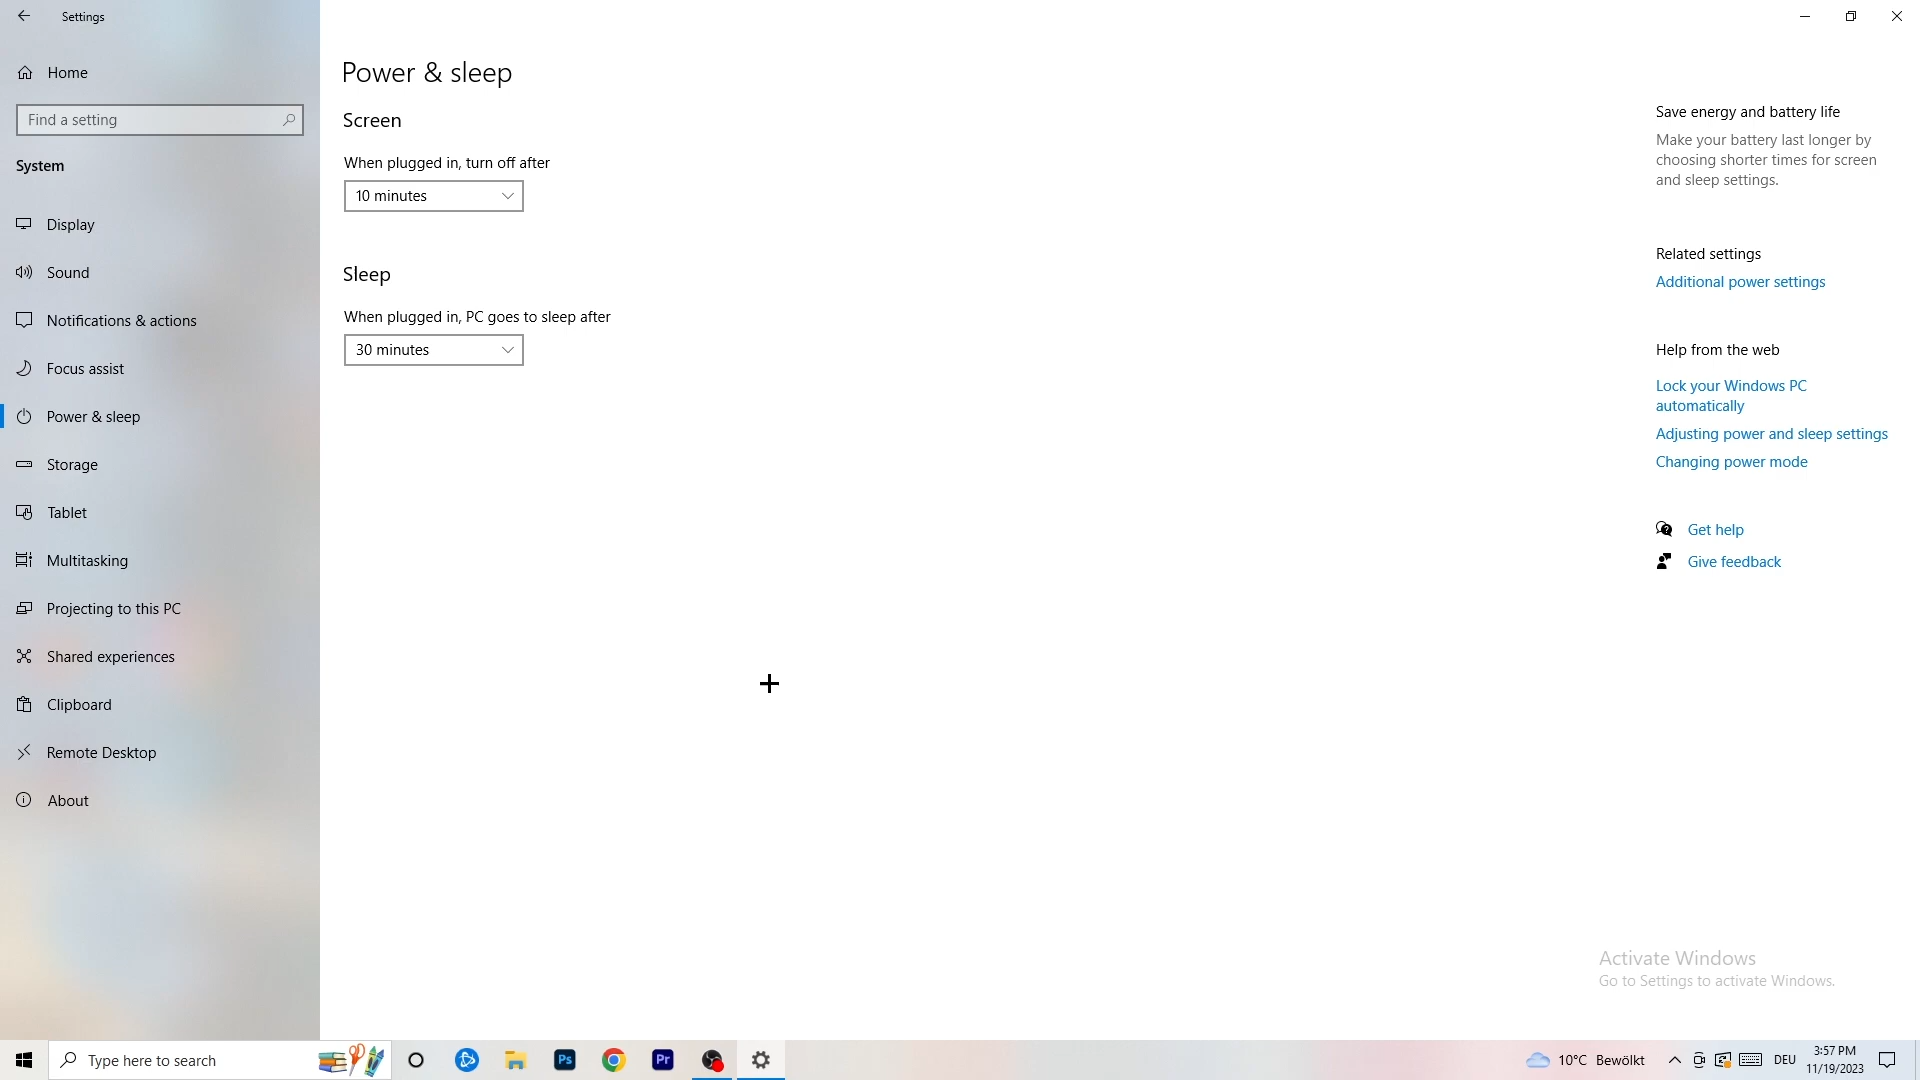 Settings
Home
Find a setting
System
Display
Sound
Notifications & actions
Focus assist
Power & sleep
Storage
Tablet
Multitasking
Projecting to this PC
Shared experiences
Clipboard
Remote Desktop
About
Power & sleep
Screen
When plugged in, turn off after
10 minutes
Sleep
When plugged in, PC goes to sleep after
30 minutes
Save energy and battery life
Make your battery last longer by
choosing shorter times for screen
and sleep settings.
Related settings
Additional power settings
Help from the web
Lock your Windows PC
automatically
Adjusting power and sleep settings
Changing power mode
Get help
Give feedback
Activate Windows
Go to Settings to activate Windows.
Type here to search
Ps
Pr
10°C Bewölkt
DEU
3:57 PM
11/19/2023